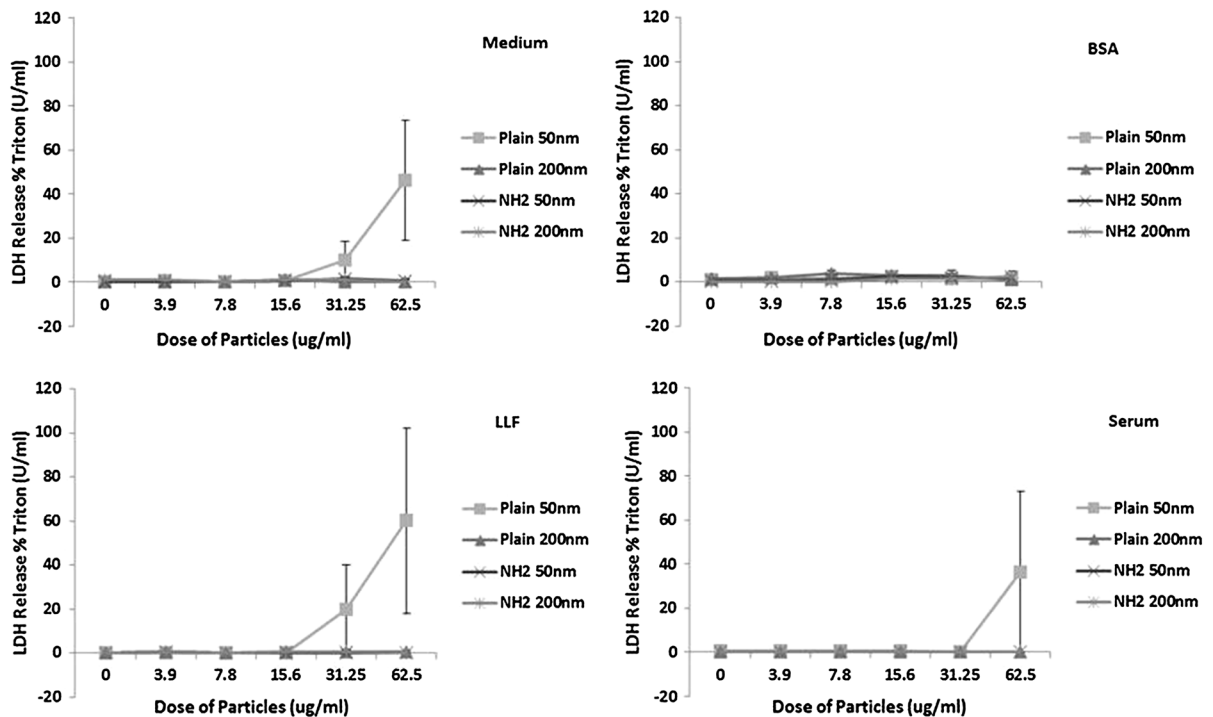 120
100
80
60
40
20
0
-20
LDH Release % Triton (U/ml)
Medium
Plain 50nm
Plain 200nm
NH2 50nm
NH2 200nm
0 3.9 7.8 15.6 31.25 62.5
Dose of Particles (ug/ml)
120
100
80
60
40
20
0
-20
LDH Release % Triton (U/ml)
BSA
Plain 50nm
Plain 200nm
NH2 50nm
NH2 200nm
0 3.9 7.8 15.6 31.25 62.5
Dose of Particles (ug/ml)
120
100
80
60
40
20
0
-20
LDH Release % Triton (U/ml)
LLF
Plain 50nm
Plain 200nm
NH2 50nm
NH2 200nm
0 3.9 7.8 15.6 31.25 62.5
Dose of Particles (ug/ml)
120
100
80
60
40
20
0
-20
LDH Release % Triton (U/ml)
Serum
Plain 50nm
Plain 200nm
NH2 50nm
NH2 200nm
0 3.9 7.8 15.6 31.25 62.5
Dose of Particles (ug/ml)